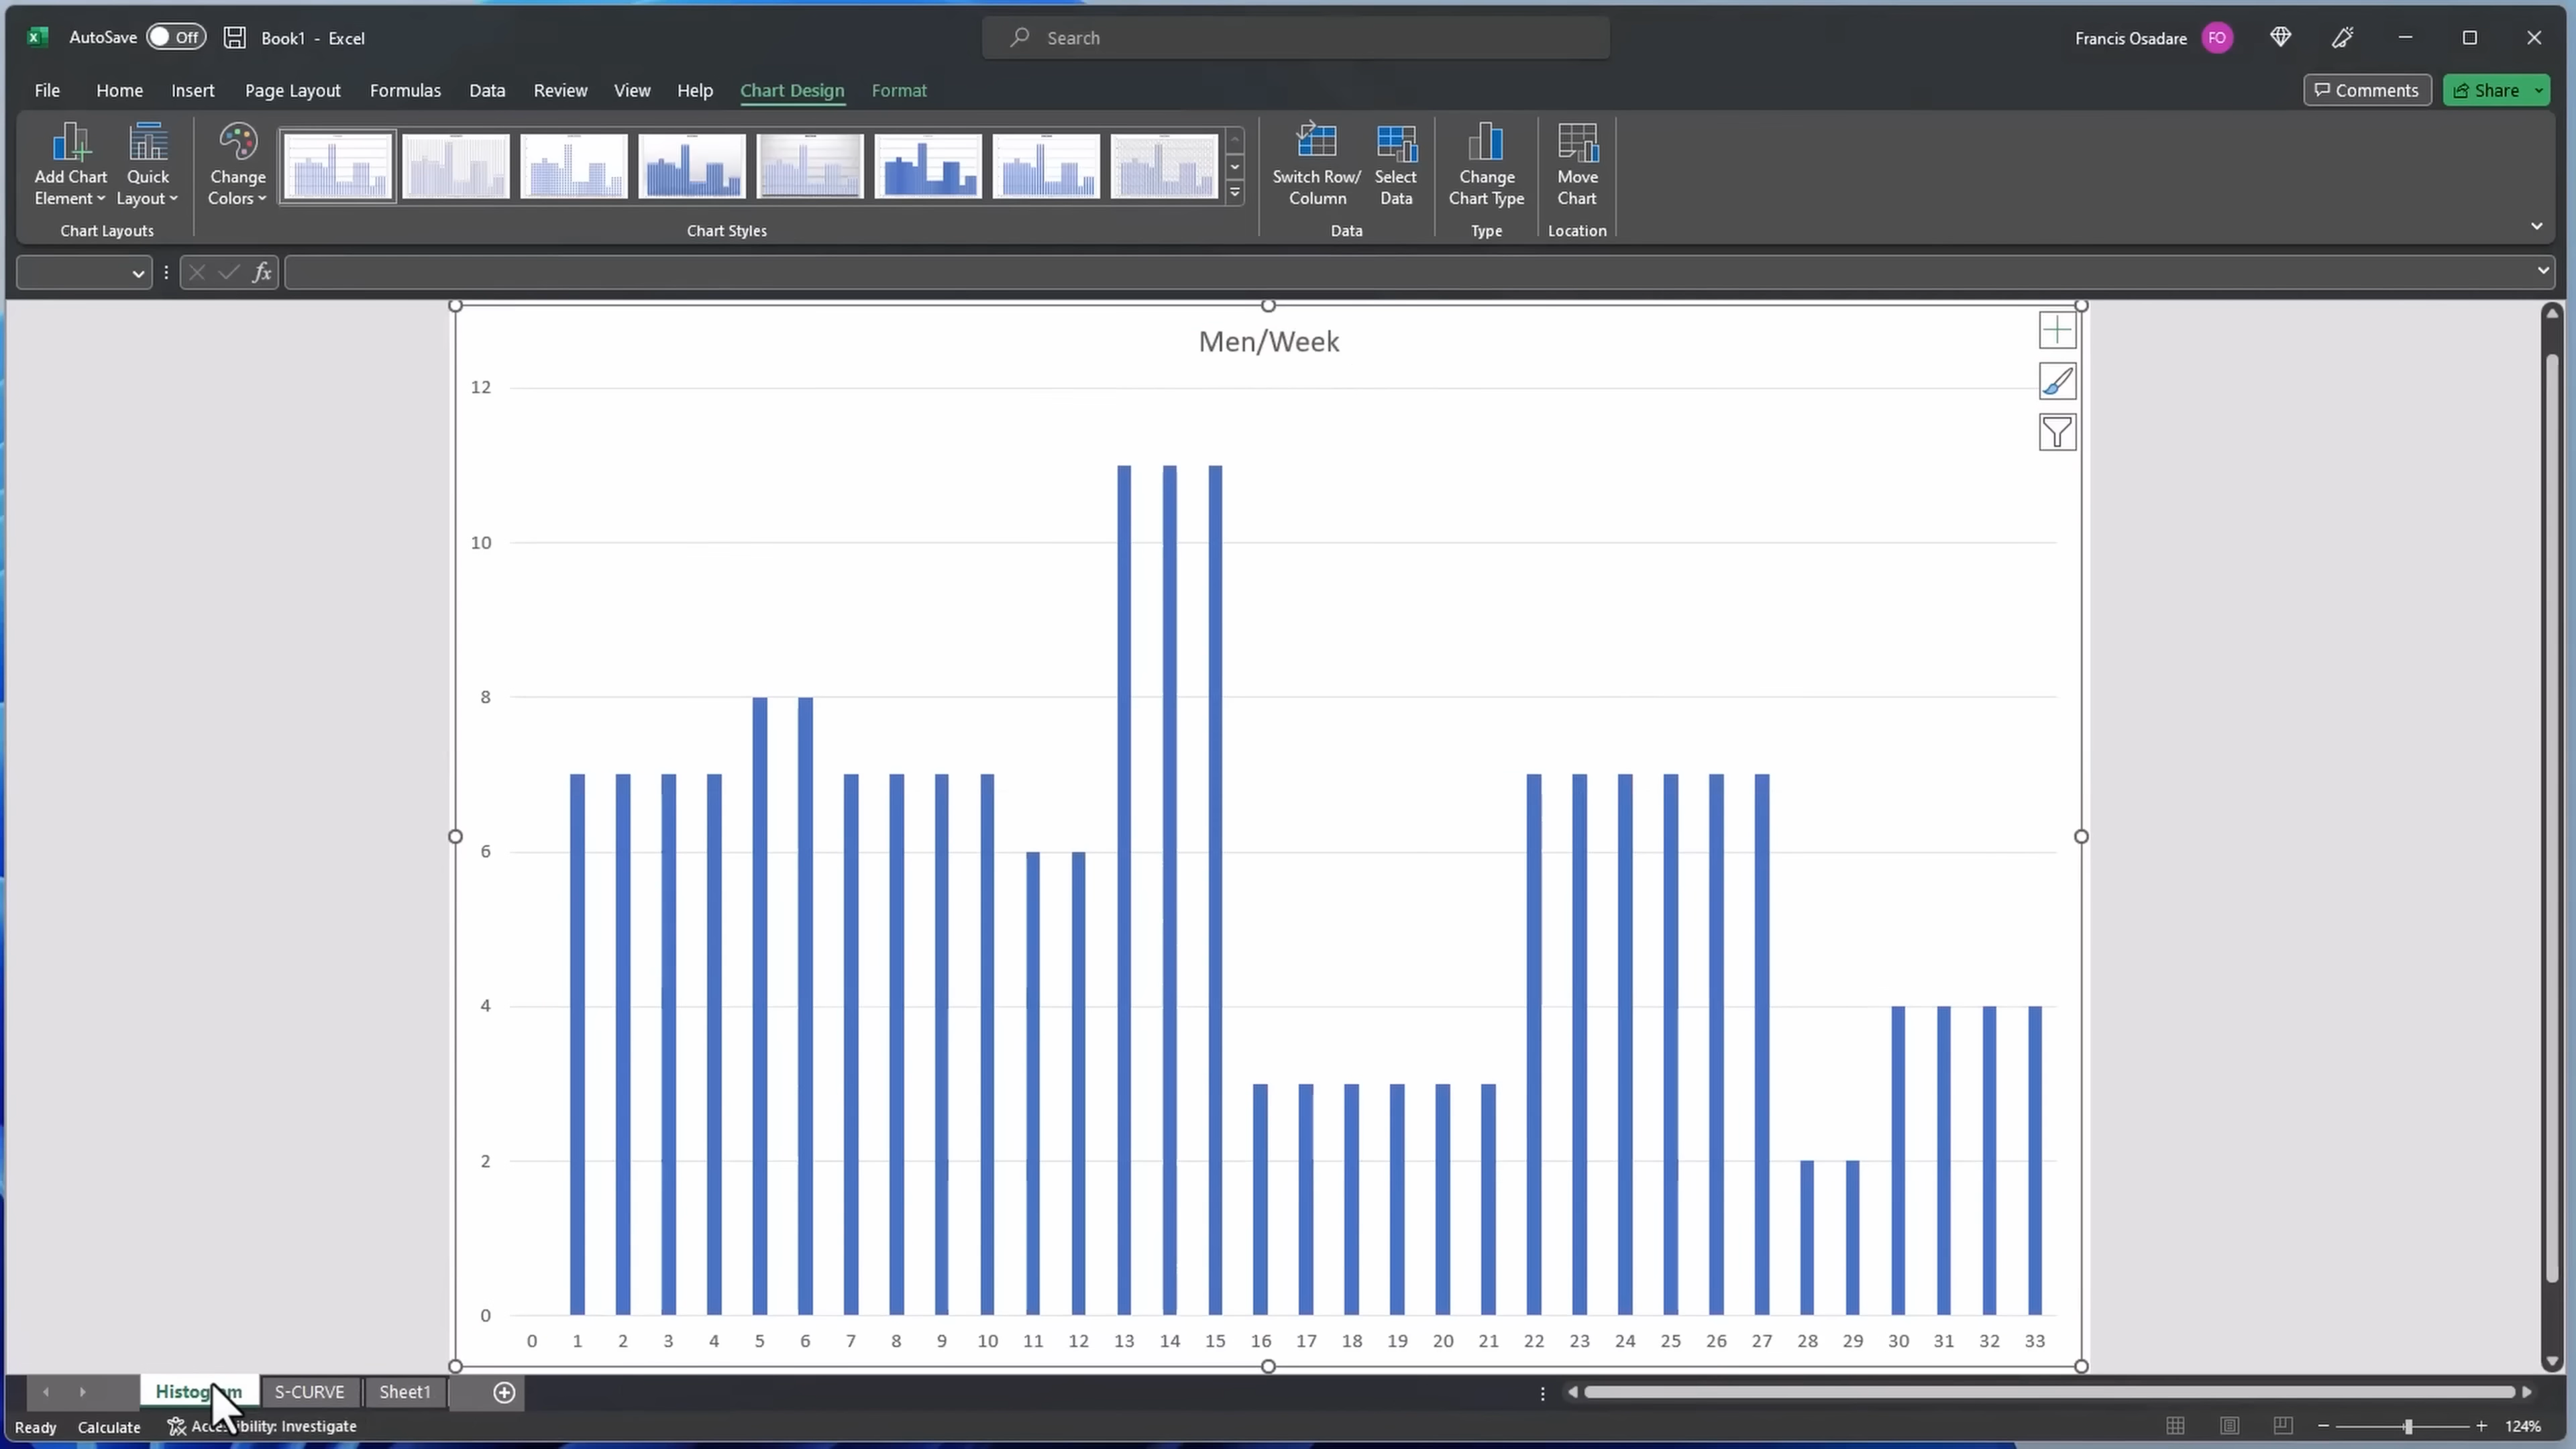 AutoSave Off Book1 - Excel Search Francis Osadare FO
File Home Insert Page Layout Formulas Data Review View Help Chart Design Format Comments Share
Add Chart Element Quick Layout Change Colors Switch Row/ Column Select Data Change Chart Type Move Chart
Chart Layouts Chart Styles Data Type Location
fx
Men/Week
12
10
8
6
4
2
0
0 1 2 3 4 5 6 7 8 9 10 11 12 13 14 15 16 17 18 19 20 21 22 23 24 25 26 27 28 29 30 31 32 33
Histogram S-CURVE Sheet1
Ready Calculate Accessibility: Investigate 124%